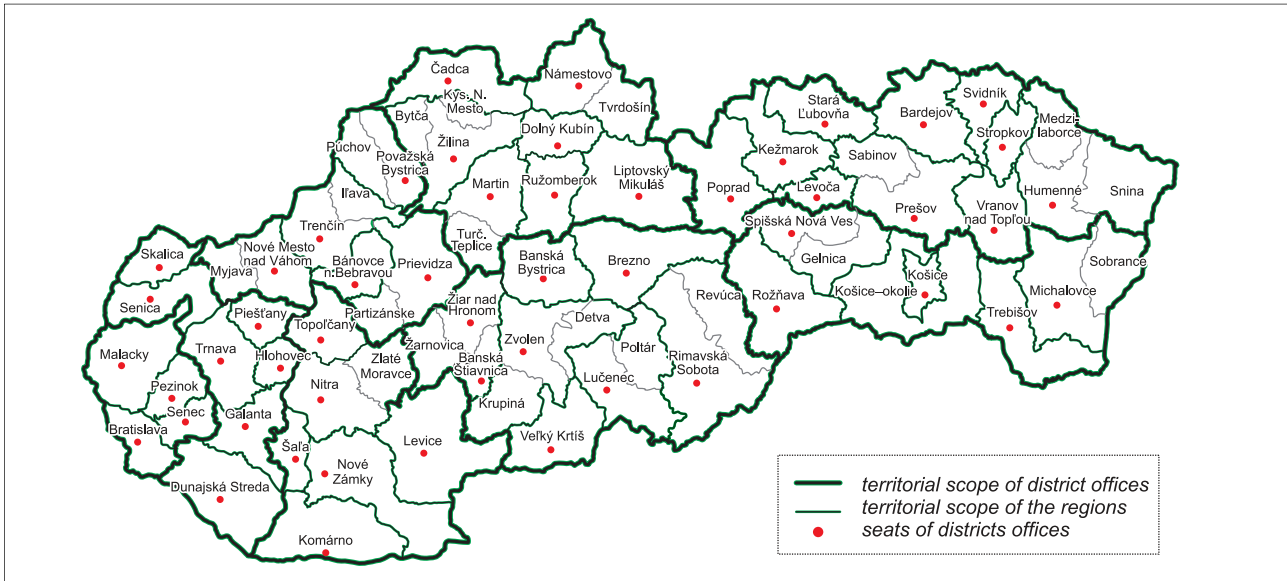 Čadca
Námestovo
Kys. N.
Mesto
Tvrdošín
Bytča
Dolný Kubín
Žilina
Púchov
Považská
Bystrica
Martin
Ružomberok
Liptovský
Mikuláš
Iľava
Stará
Ľubovňa
Bardejov
Svidník
Stropkov
Medzi-
laborce
Kežmarok
Sabinov
Poprad
Levoča
Prešov
Vranov
nad Topľou
Humenné
Snina
Trenčín
Turč.
Teplice
Spišská Nová Ves
Gelnica
Skalica
Nové Mesto
nad Váhom
Myjava
Bánovce
n.Bebravou
Prievidza
Banská
Bystrica
Brezno
Košice
Košice–okolie
Sobrance
Michalovce
Senica
Piešťany
Topoľčany
Partizánske
Žiar nad
Hronom
Revúca
Rožňava
Trebišov
Detva
Malacky
Trnava
Hlohovec
Žarnovica
Zlaté
Moravce
Zvolen
Poltár
Rimavská
Sobota
Banská
Štiavnica
Pezinok
Nitra
Lučenec
Senec
Krupina
Galanta
Bratislava
Levice
Veľký Krtíš
Šaľa
Nové
Zámky
Dunajská Streda
Komárno
territorial scope of district offices
territorial scope of the regions
seats of districts offices